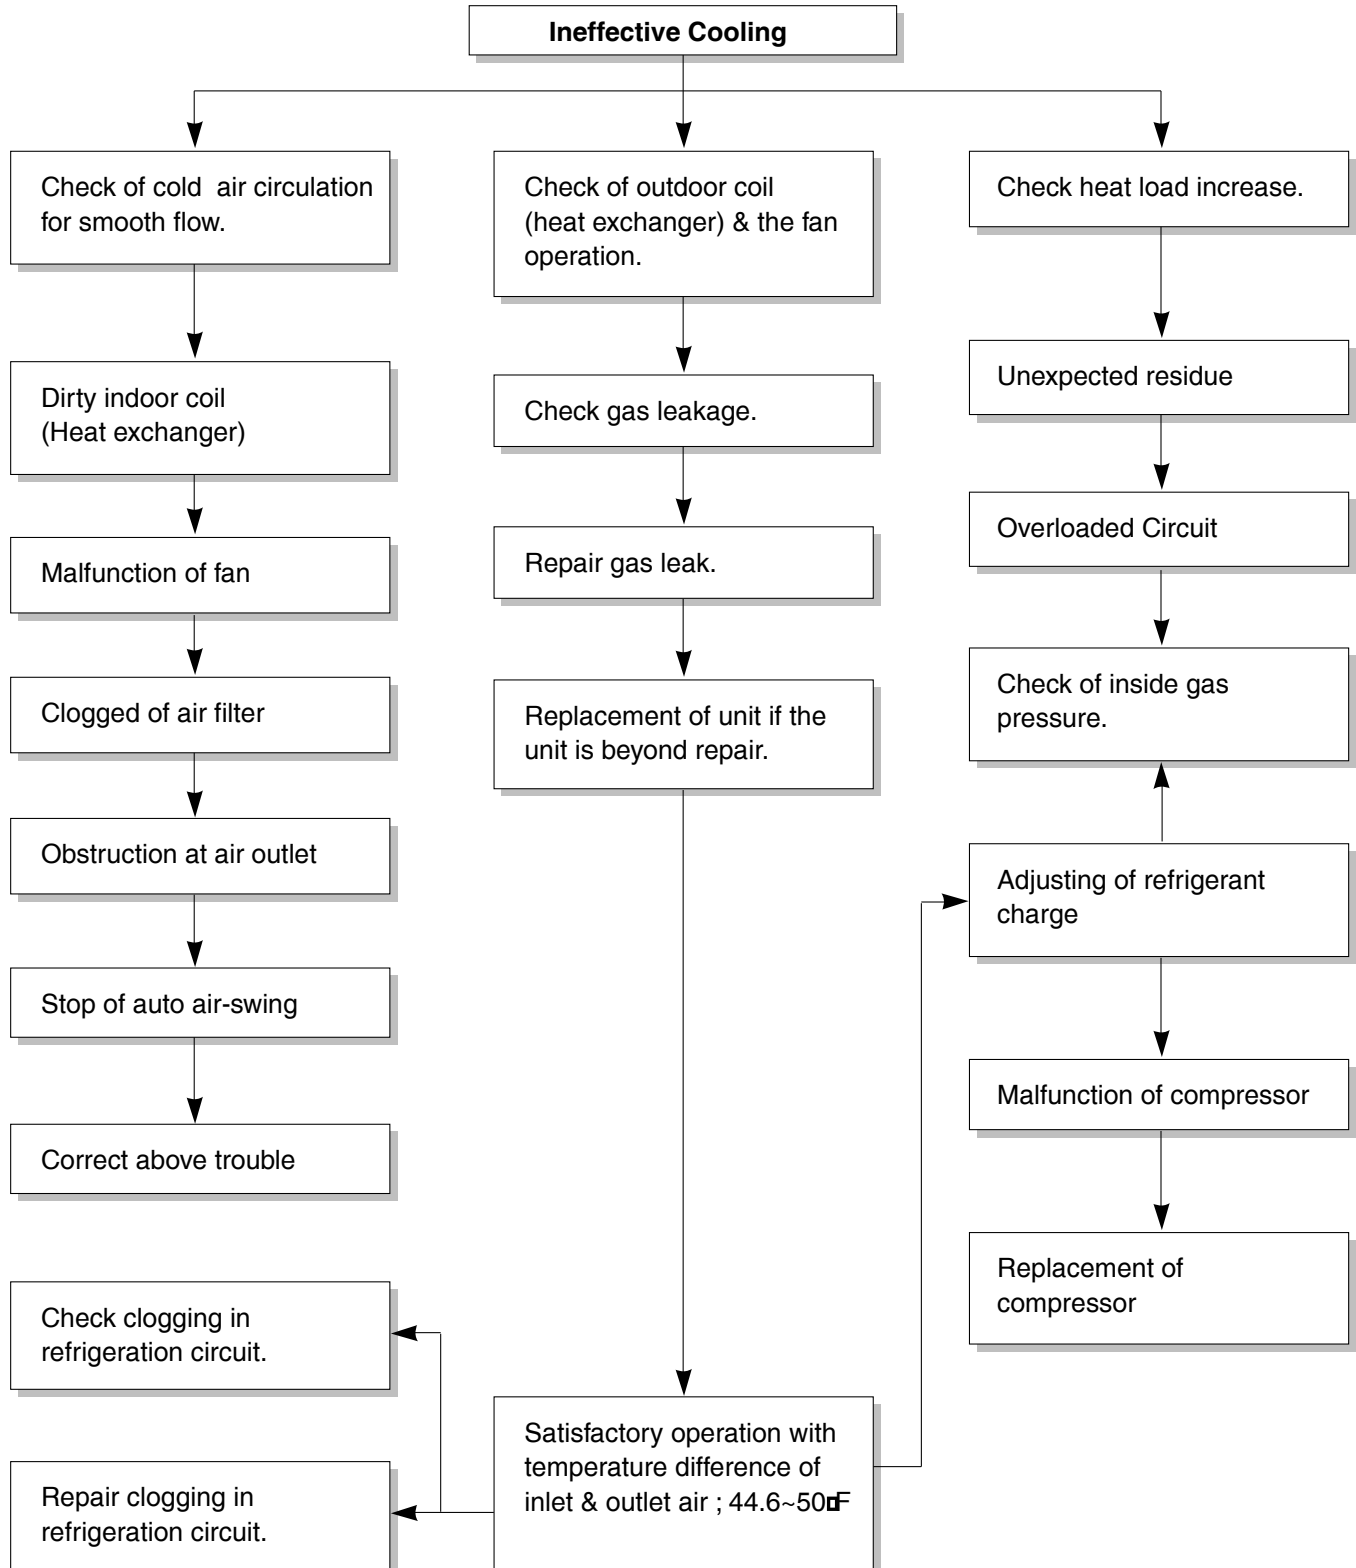 Ineffective Cooling
Check of cold air circulation
for smooth flow.
Dirty indoor coil
(Heat exchanger)
Malfunction of fan
Clogged of air filter
Obstruction at air outlet
Stop of auto air-swing
Correct above trouble
Check clogging in
refrigeration circuit.
Repair clogging in
refrigeration circuit.
Check of outdoor coil
(heat exchanger) & the fan
operation.
Check gas leakage.
Repair gas leak.
Replacement of unit if the
unit is beyond repair.
Satisfactory operation with
temperature difference of
inlet & outlet air ; 44.6~50□F
Check heat load increase.
Unexpected residue
Overloaded Circuit
Check of inside gas
pressure.
Adjusting of refrigerant
charge
Malfunction of compressor
Replacement of
compressor